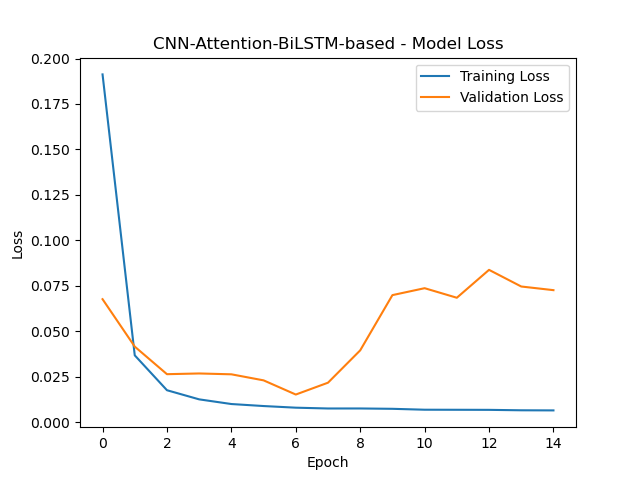 CNN-Attention-BiLSTM-based - Model Loss
Training Loss
Validation Loss
0.200
0.175
0.150
0.125
0.100
0.075
0.050
0.025
0.000
Loss
0 2 4 6 8 10 12 14
Epoch